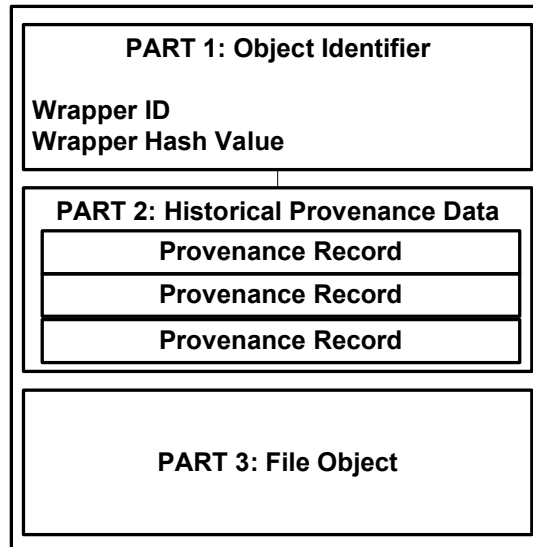 PART 1: Object Identifier
Wrapper ID
Wrapper Hash Value
PART 2: Historical Provenance Data
Provenance Record
Provenance Record
Provenance Record
PART 3: File Object